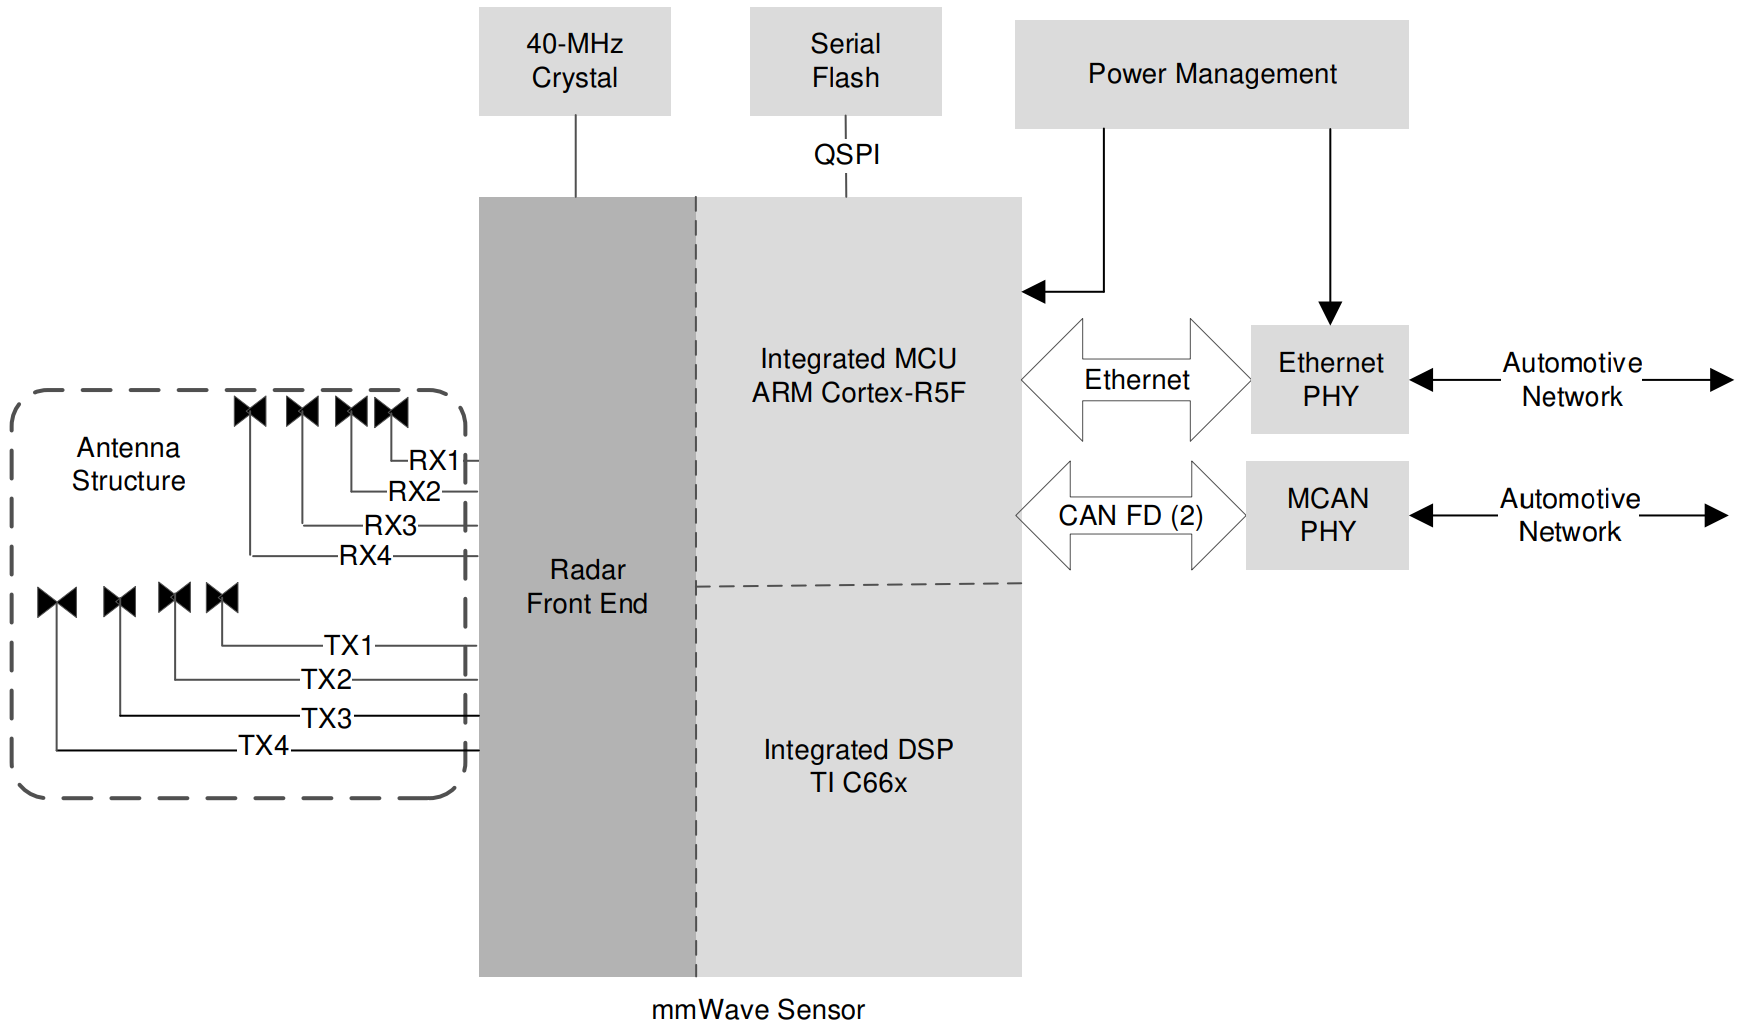 40-MHz
Crystal
Serial
Flash
Power Management
QSPI
Integrated MCU
ARM Cortex-R5F
Ethernet
Ethernet
PHY
Automotive
Network
Antenna
Structure
RX1
RX2
RX3
RX4
CAN FD (2)
MCAN
PHY
Automotive
Network
Radar
Front End
TX1
TX2
TX3
TX4
Integrated DSP
TI C66x
mmWave Sensor